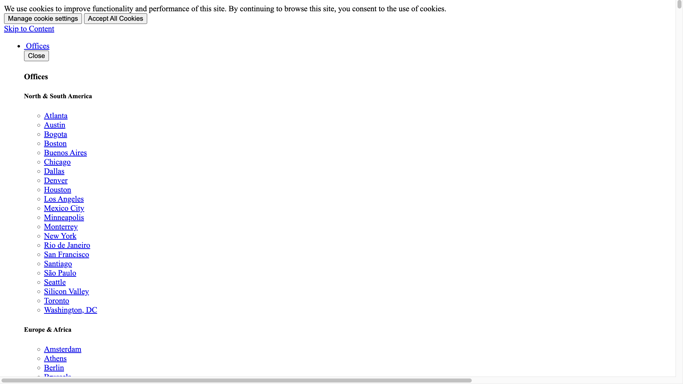 We use cookies to improve functionality and performance of this site. By continuing to browse this site, you consent to the use of cookies.
Manage cookie settings Accept All Cookies
Skip to Content
Offices
Close
Offices
North & South America
Atlanta
Austin
Bogota
Boston
Buenos Aires
Chicago
Dallas
Denver
Houston
Los Angeles
Mexico City
Minneapolis
Monterrey
New York
Rio de Janeiro
San Francisco
Santiago
São Paulo
Seattle
Silicon Valley
Toronto
Washington, DC
Europe & Africa
Amsterdam
Athens
Berlin